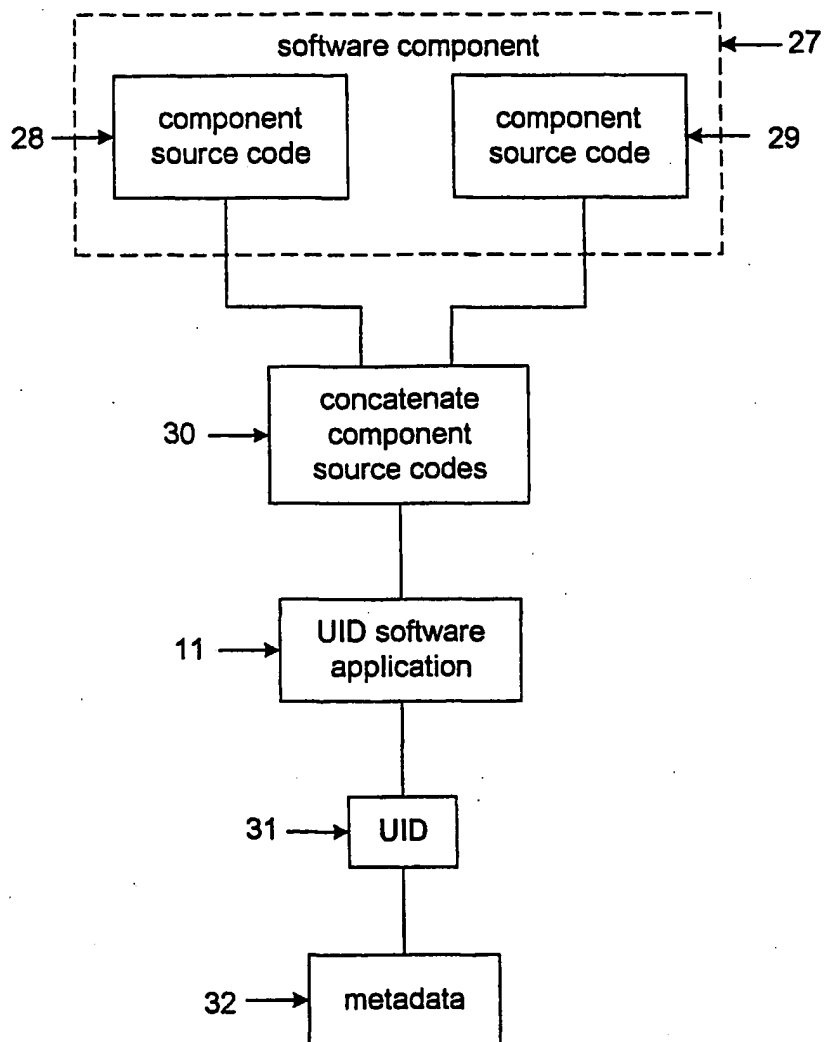 software component
27
28
component
source code
component
source code
29
30
concatenate
component
source codes
11
UID software
application
31
UID
32
metadata